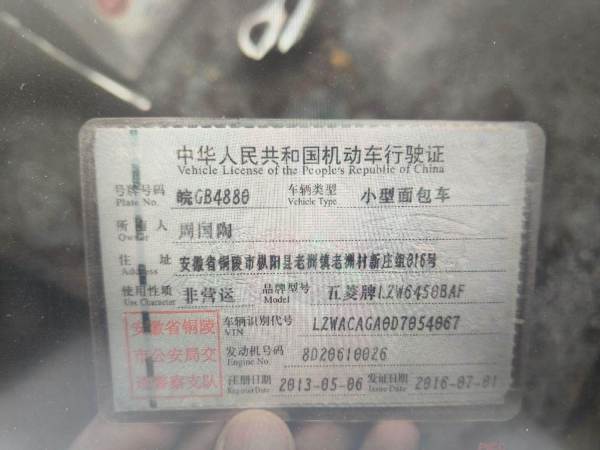 中华人民共和国机动车行驶证
Vehicle License of the People's Republic of China
号牌号码 皖GB4880 车辆类型 小型面包车
Plate No. Vehicle Type
所有人 周国陶
Owner
住址 安徽省铜陵市枞阳县老洲镇老洲村新庄组016号
Address
使用性质 非营运 品牌型号 五菱牌LZW6450BAF
Use Character Model
安徽省铜陵 车辆识别代号 LZWACAGA0D7054067
VIN
市公安局交 发动机号码 8D20610026
Engine No.
通警察支队 注册日期 2013-05-06 发证日期 2016-07-01
Register Date Issue Date